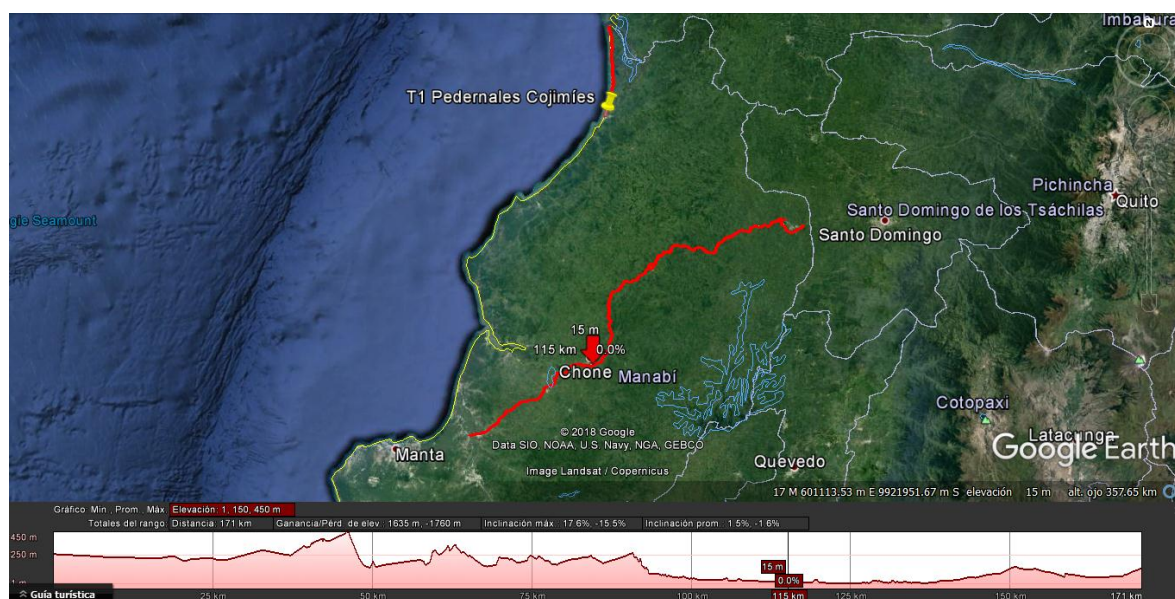 Imbabura
N
T1 Pedernales Cojimíes
Pichincha
Quito
gie Seamount
Santo Domingo de los Tsáchilas
Santo Domingo
15 m
115 km 0.0%
Chone Manabí
Cotopaxi
© 2018 Google
Data SIO, NOAA, U.S. Navy, NGA, GEBCO
Latacunga
Google Earth
Manta
Image Landsat / Copernicus
Quevedo
17 M 601113.53 m E 9921951.67 m S elevación 15 m alt. ojo 357.65 km
Gráfico: Mín., Prom., Máx. Elevación: 1, 150, 450 m
Totales del rango: Distancia: 171 km Ganancia/Pérd. de elev.: 1635 m, -1760 m Inclinación máx.: 17.6%, -15.5% Inclinación prom.: 1.5%, -1.6%
450 m
250 m
15 m
1 m
0.0%
Guía turística
25 km 50 km 75 km 100 km 115 km 125 km 150 km 171 km